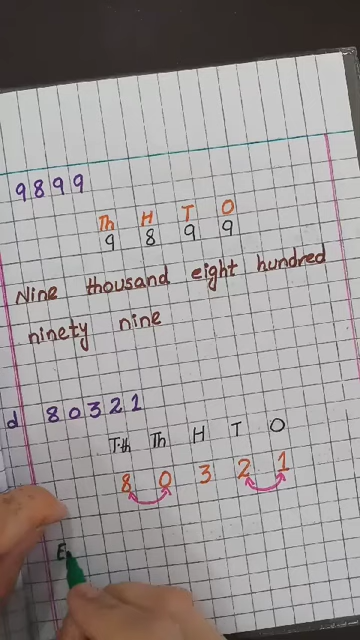 9899
Th H T O
9 8 9 9
Nine thousand eight hundred
ninety nine
d 80321
T.th Th H T O
8 0 3 2 1
E